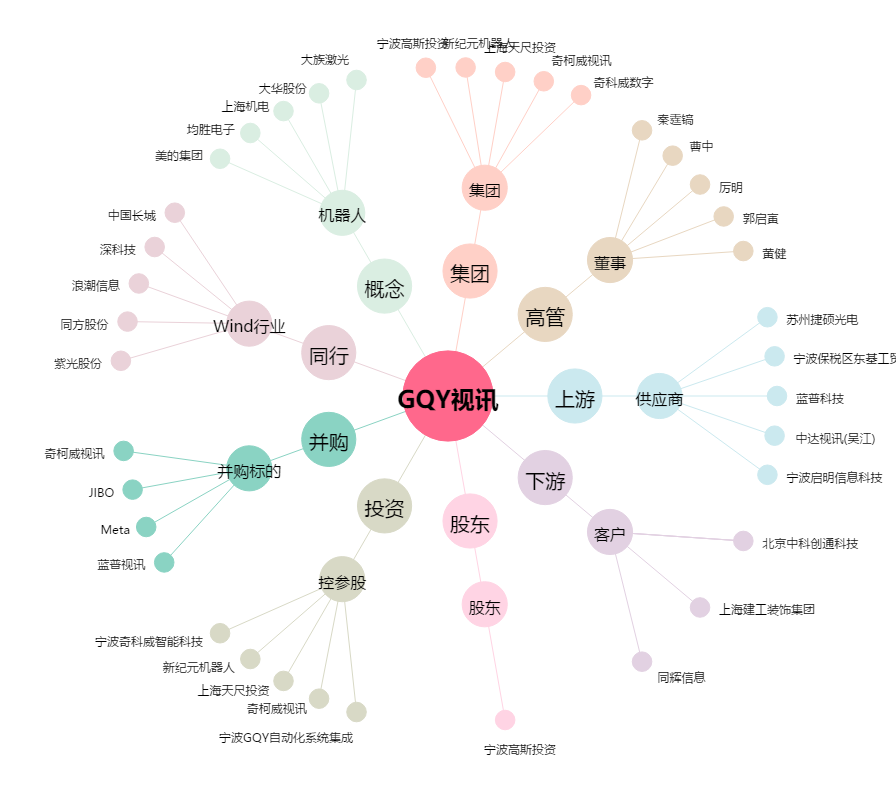 GQY视讯
集团
集团
宁波高斯投资
新纪元机器人
上海天尺投资
奇柯威视讯
奇科威数字
高管
董事
秦霆镐
曹中
厉明
郭启寅
黄健
上游
供应商
苏州捷硕光电
宁波保税区东基工贸
蓝普科技
中达视讯(吴江)
宁波启明信息科技
下游
客户
北京中科创通科技
上海建工装饰集团
同辉信息
股东
股东
宁波高斯投资
投资
控参股
宁波GQY自动化系统集成
奇柯威视讯
上海天尺投资
新纪元机器人
宁波奇科威智能科技
并购
并购标的
蓝普视讯
Meta
JIBO
奇柯威视讯
同行
Wind行业
紫光股份
同方股份
浪潮信息
深科技
中国长城
概念
机器人
美的集团
均胜电子
上海机电
大华股份
大族激光